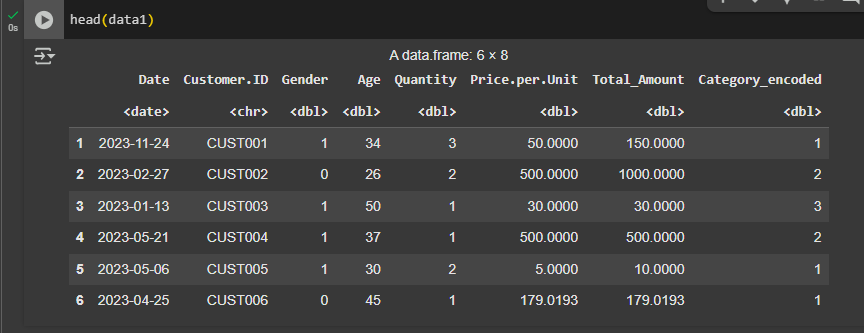 head(data1)
0s
A data.frame: 6 × 8
Date Customer.ID Gender Age Quantity Price.per.Unit Total_Amount Category_encoded
<date> <chr> <dbl> <dbl> <dbl> <dbl> <dbl> <dbl>
1 2023-11-24 CUST001 1 34 3 50.0000 150.0000 1
2 2023-02-27 CUST002 0 26 2 500.0000 1000.0000 2
3 2023-01-13 CUST003 1 50 1 30.0000 30.0000 3
4 2023-05-21 CUST004 1 37 1 500.0000 500.0000 2
5 2023-05-06 CUST005 1 30 2 5.0000 10.0000 1
6 2023-04-25 CUST006 0 45 1 179.0193 179.0193 1